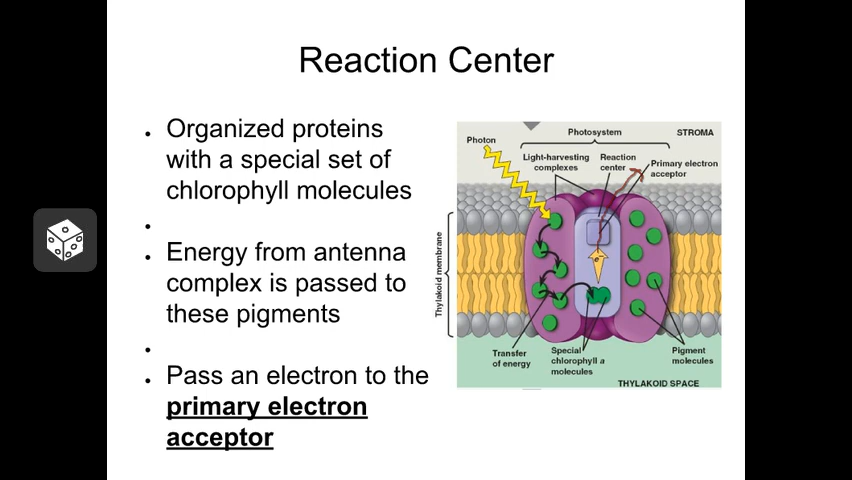 Reaction Center
Organized proteins
with a special set of
chlorophyll molecules
Energy from antenna
complex is passed to
these pigments
Pass an electron to the
primary electron
acceptor
Photosystem
STROMA
Photon
Light-harvesting
complexes
Reaction
center
Primary electron
acceptor
Thylakoid membrane
e–
Transfer
of energy
Special
chlorophyll a
molecules
Pigment
molecules
THYLAKOID SPACE